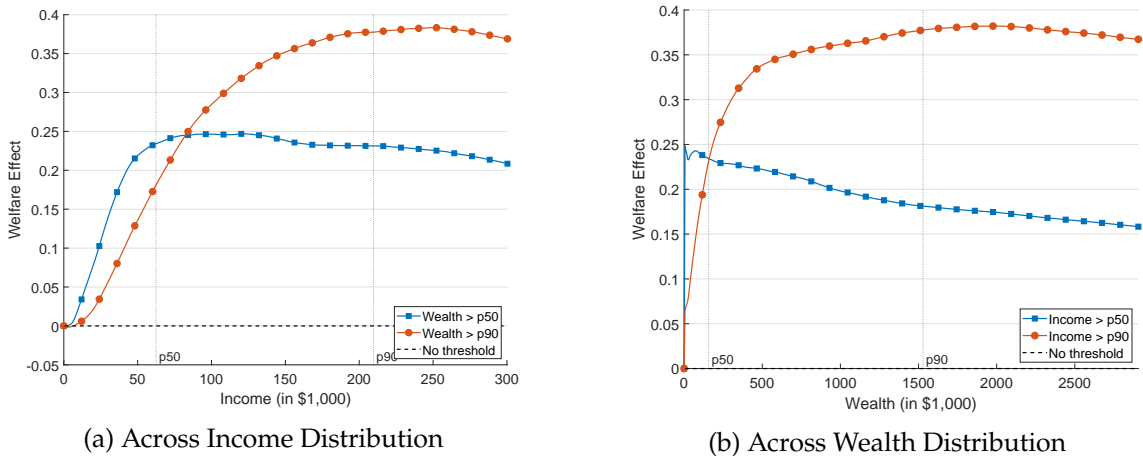 0.4
0.35
0.3
0.25
0.2
0.15
0.1
0.05
0
-0.05
Welfare Effect
p50
p90
Wealth > p50
Wealth > p90
No threshold
0 50 100 150 200 250 300
Income (in $1,000)
(a) Across Income Distribution
0.4
0.35
0.3
0.25
0.2
0.15
0.1
0.05
0
Welfare Effect
p50
p90
Income > p50
Income > p90
No threshold
0 500 1000 1500 2000 2500
Wealth (in $1,000)
(b) Across Wealth Distribution